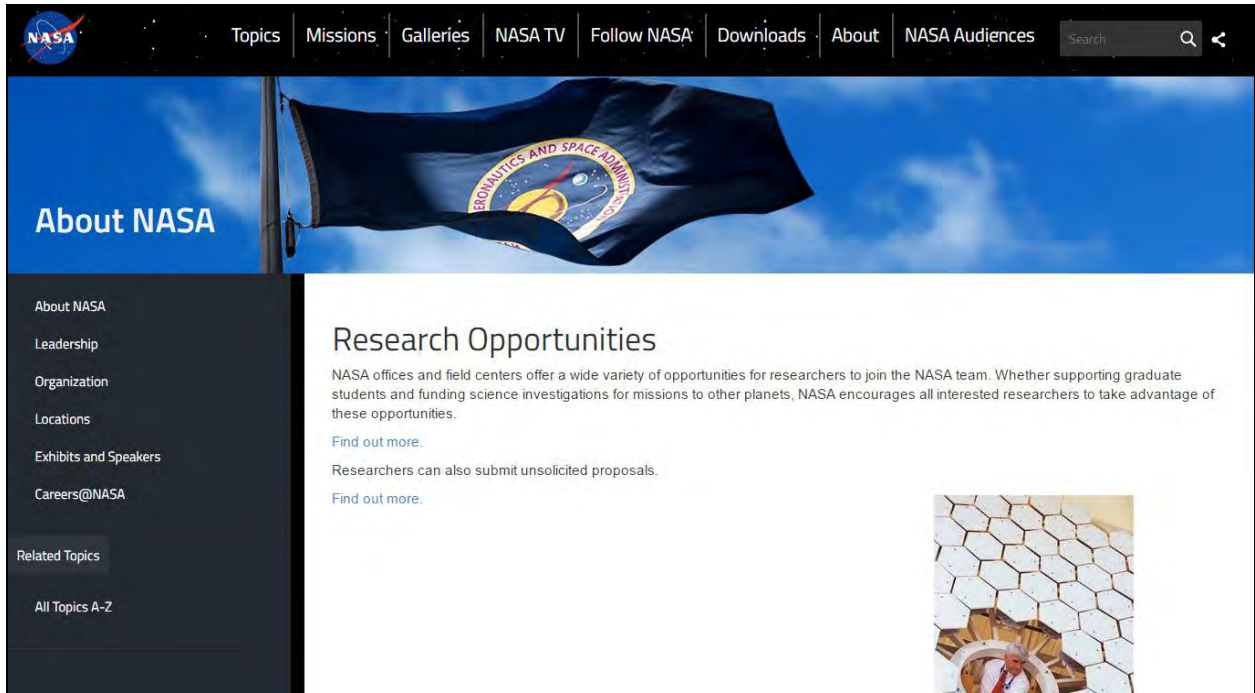 NASA
Topics
Missions
Galleries
NASA TV
Follow NASA
Downloads
About
NASA Audiences
Search
AERONAUTICS AND SPACE ADMINIST
About NASA
About NASA
Leadership
Organization
Locations
Exhibits and Speakers
Careers@NASA
Related Topics
All Topics A-Z
Research Opportunities
NASA offices and field centers offer a wide variety of opportunities for researchers to join the NASA team. Whether supporting graduate
students and funding science investigations for missions to other planets, NASA encourages all interested researchers to take advantage of
these opportunities.
Find out more.
Researchers can also submit unsolicited proposals.
Find out more.